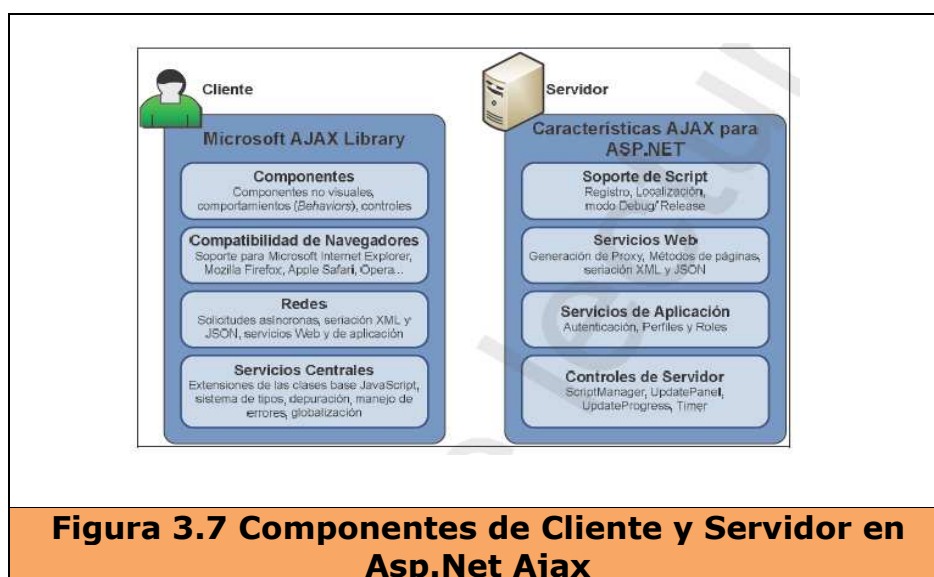 Cliente
Microsoft AJAX Library
Componentes
Componentes no visuales,
comportamientos (Behaviors), controles
Compatibilidad de Navegadores
Soporte para Microsoft Internet Explorer,
Mozilla Firefox, Apple Safari, Opera...
Redes
Solicitudes asíncronas, seriación XML y
JSON, servicios Web y de aplicación
Servicios Centrales
Extensiones de las clases base JavaScript,
sistema de tipos, depuración, manejo de
errores, globalización
Servidor
Características AJAX para
ASP.NET
Soporte de Script
Registro, Localización,
modo Debug/ Release
Servicios Web
Generación de Proxy, Métodos de páginas,
seriación XML y JSON
Servicios de Aplicación
Autenticación, Perfiles y Roles
Controles de Servidor
ScriptManager, UpdatePanel,
UpdateProgress, Timer
Figura 3.7 Componentes de Cliente y Servidor en
Asp.Net Ajax